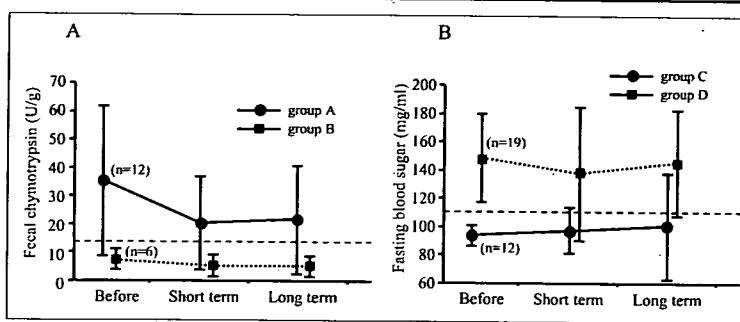 A
Fecal chymotrypsin (U/g)
70
60
50
40
30
20
10
0
group A
group B
(n=12)
(n=6)
Before
Short term
Long term
B
Fasting blood sugar (mg/ml)
200
180
160
140
120
100
80
60
group C
group D
(n=19)
(n=12)
Before
Short term
Long term